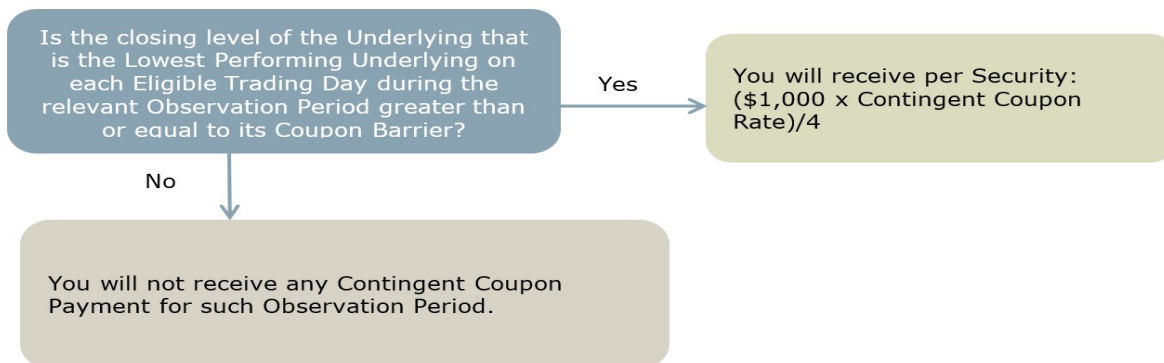 Is the closing level of the Underlying that
is the Lowest Performing Underlying on
each Eligible Trading Day during the
relevant Observation Period greater than
or equal to its Coupon Barrier?
Yes
You will receive per Security:
($1,000 x Contingent Coupon
Rate)/4
No
You will not receive any Contingent Coupon
Payment for such Observation Period.